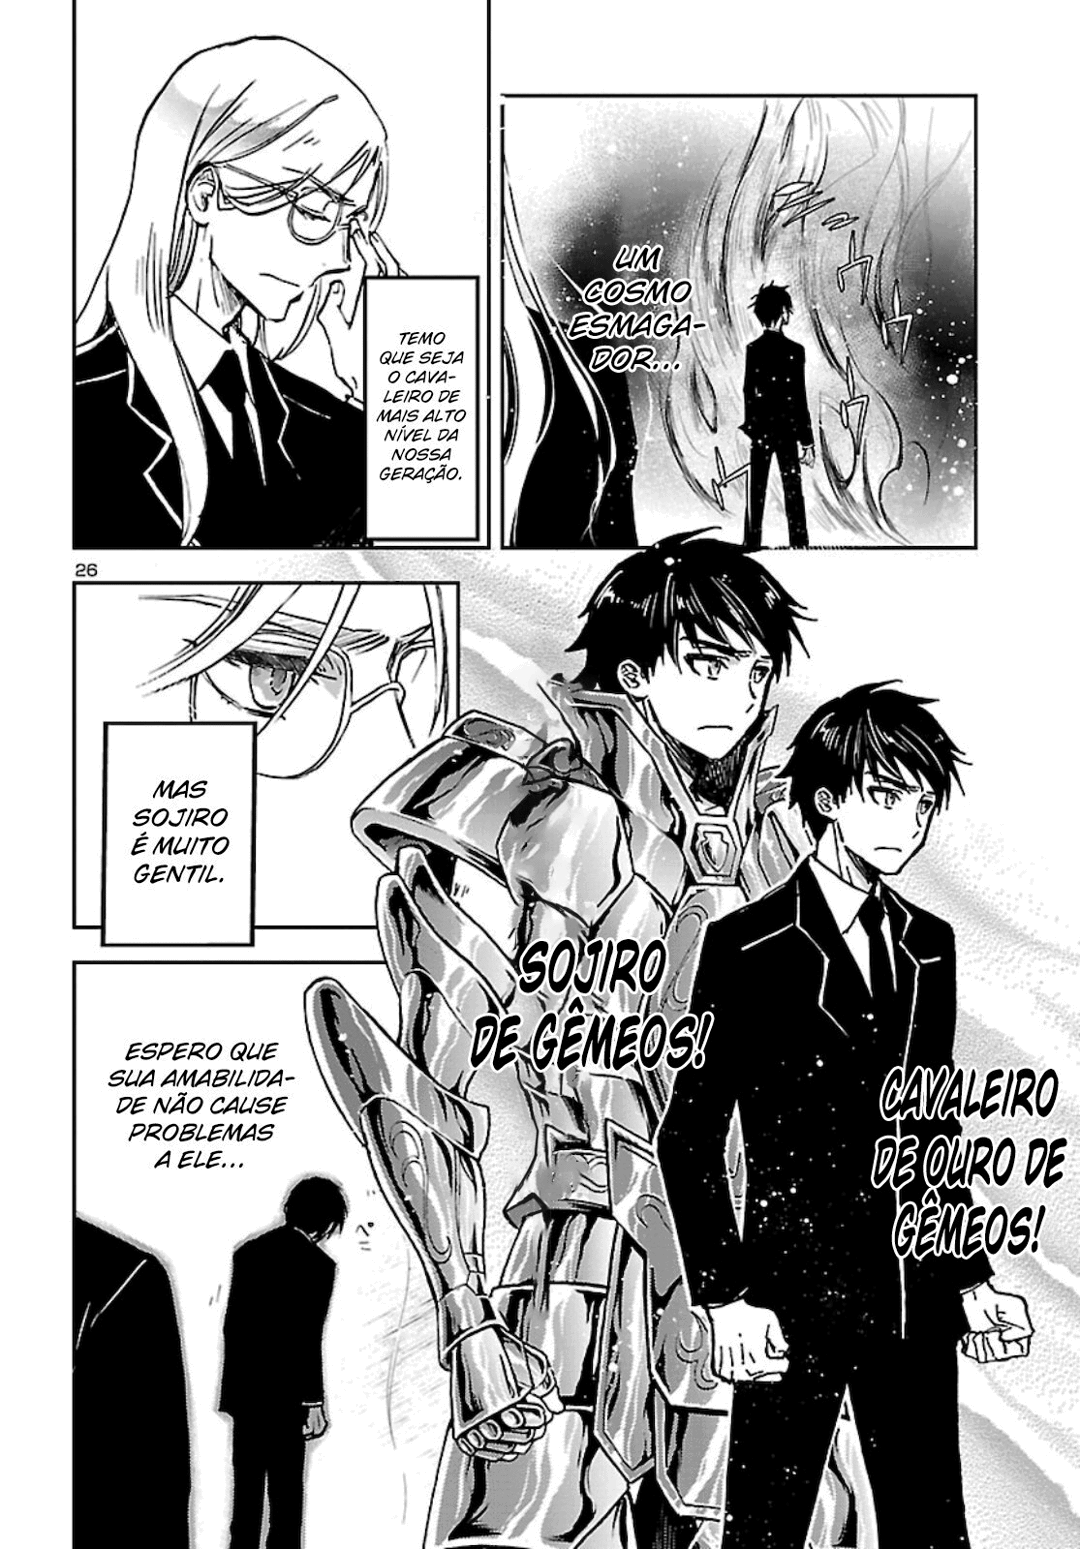 UM
COSMO
ESMAGA-
DOR...
TEMO
QUE SEJA
O CAVA-
LEIRO DE
MAIS ALTO
NÍVEL DA
NOSSA
GERAÇÃO.
26
MAS
SOJIRO
É MUITO
GENTIL.
SOJIRO
DE GÊMEOS!
CAVALEIRO
DE OURO DE
GÊMEOS!
ESPERO QUE
SUA AMABILIDA-
DE NÃO CAUSE
PROBLEMAS
A ELE...